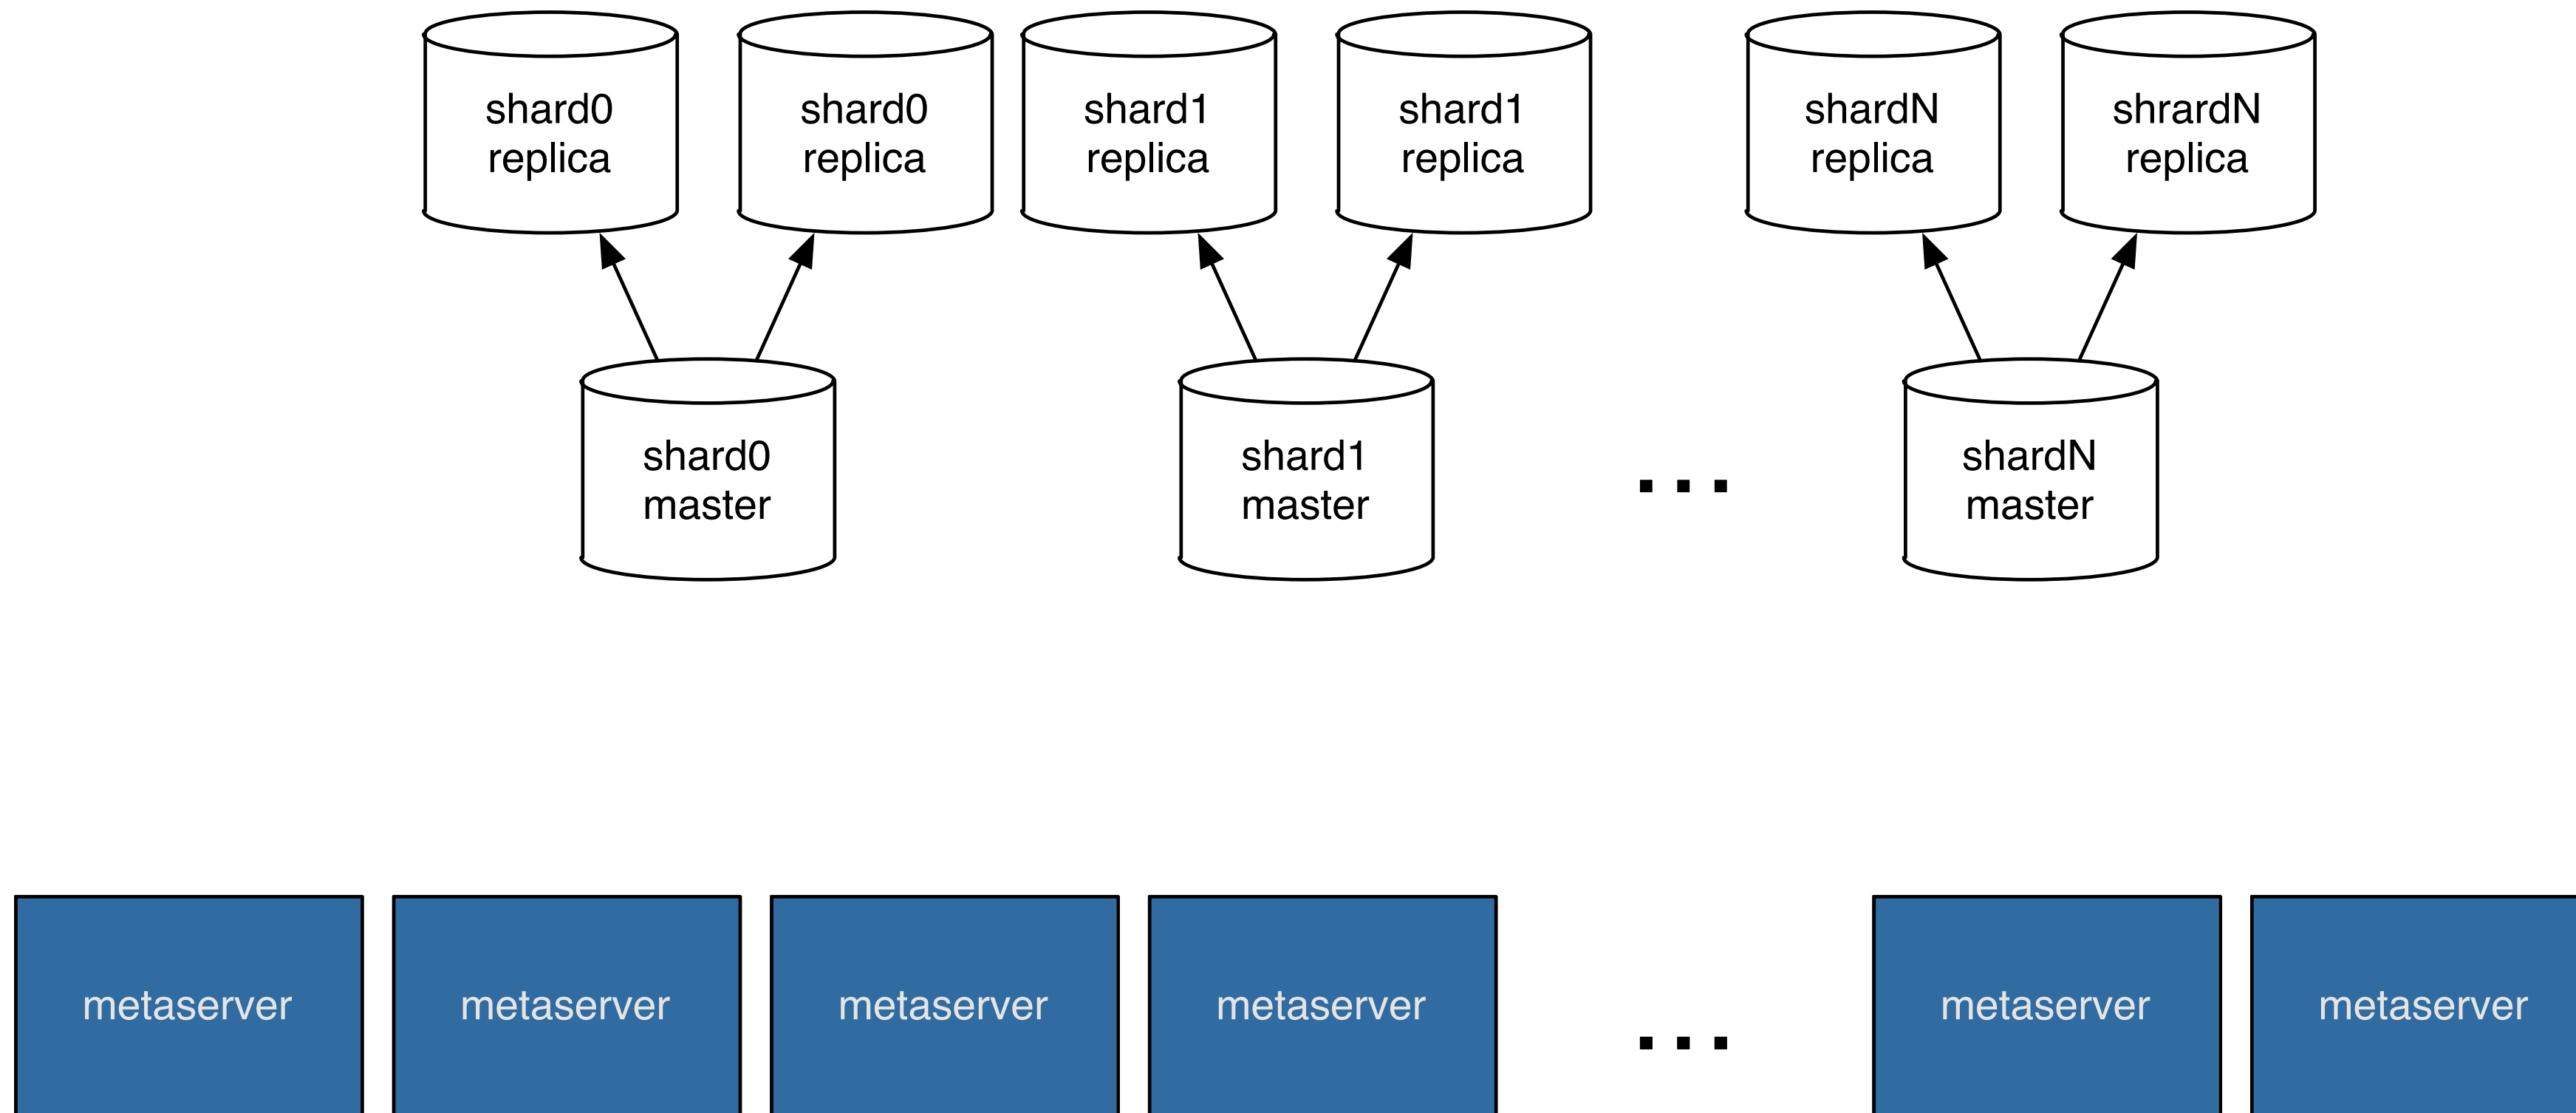 shard0
replica
shard0
replica
shard1
replica
shard1
replica
shardN
replica
shrardN
replica
shard0
master
shard1
master
...
shardN
master
metaserver
metaserver
metaserver
metaserver
...
metaserver
metaserver